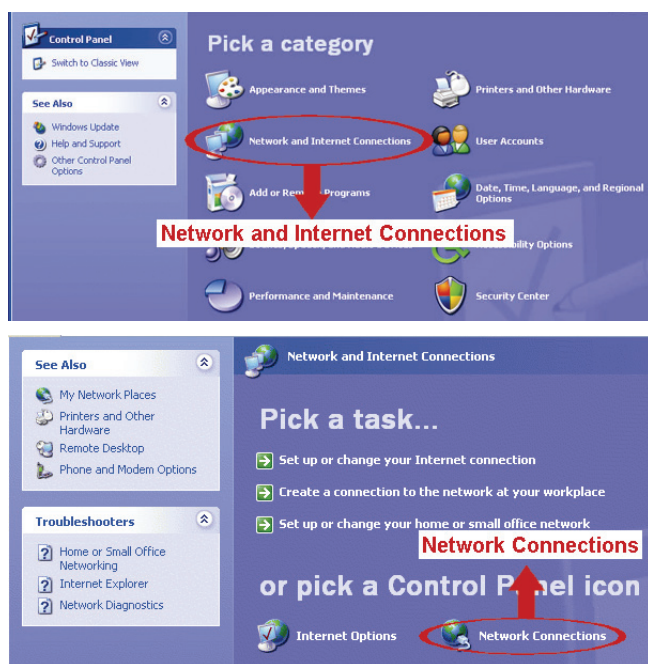 Control Panel
Switch to Classic View
See Also
Windows Update
Help and Support
Other Control Panel
Options
Pick a category
Appearance and Themes
Printers and Other Hardware
Network and Internet Connections
User Accounts
Add or Programs
Date, Time, Language, and Regional
Options
Network and Internet Connections
Options
Performance and Maintenance
Security Center
See Also
My Network Places
Printers and Other
Hardware
Remote Desktop
Phone and Modem Options
Troubleshooters
Home or Small Office
Networking
Internet Explorer
Network Diagnostics
Network and Internet Connections
Pick a task...
Set up or change your Internet connection
Create a connection to the network at your workplace
Set up or change your home or small office network
Network Connections
or pick a Control Panel icon
Internet Options
Network Connections